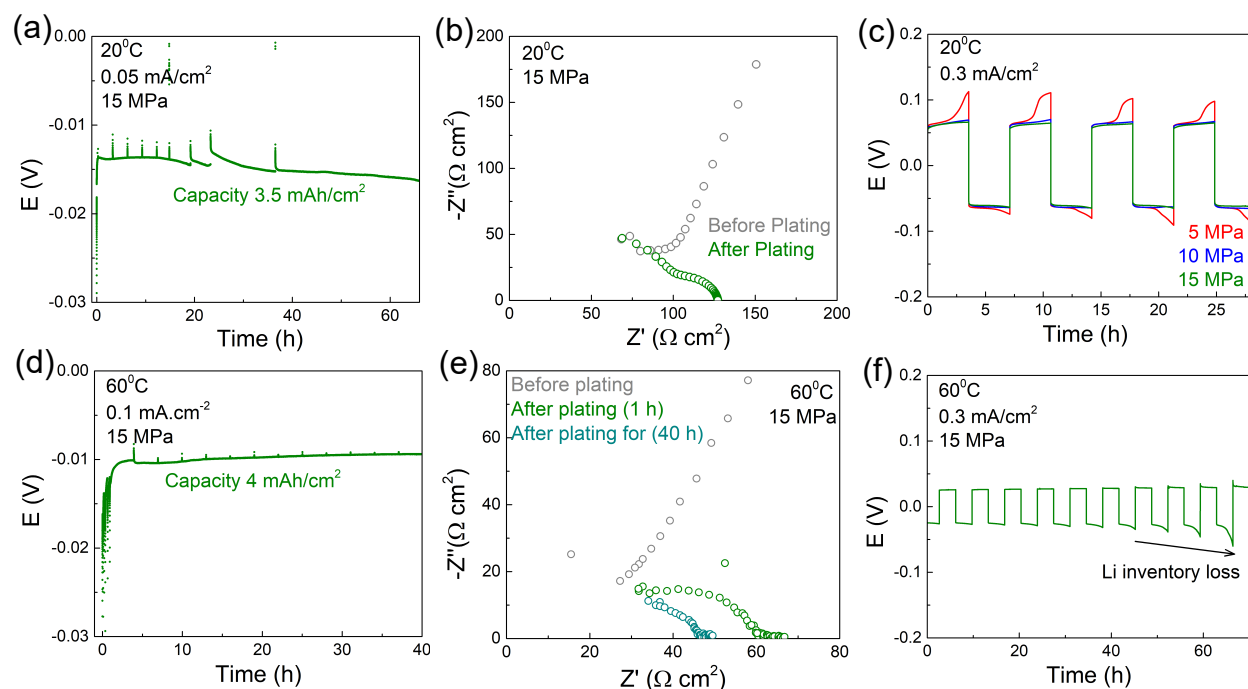 (a)
0.00
-0.01
-0.02
-0.03
E (V)
20⁰C
0.05 mA/cm²
15 MPa
Capacity 3.5 mAh/cm²
0 20 40 60
Time (h)
(b)
200
150
100
50
0
-Z"(Ω cm²)
20⁰C
15 MPa
Before Plating
After Plating
0 50 100 150 200
Z' (Ω cm²)
(c)
0.2
0.1
0.0
-0.1
-0.2
E (V)
20⁰C
0.3 mA/cm²
5 MPa
10 MPa
15 MPa
0 5 10 15 20 25
Time (h)
(d)
0.00
-0.01
-0.02
-0.03
E (V)
60⁰C
0.1 mA.cm⁻²
15 MPa
Capacity 4 mAh/cm²
0 10 20 30 40
Time (h)
(e)
80
60
40
20
0
-Z"(Ω cm²)
Before plating
After plating (1 h)
After plating for (40 h)
60⁰C
15 MPa
0 20 40 60 80
Z' (Ω cm²)
(f)
0.2
0.1
0.0
-0.1
-0.2
E (V)
60⁰C
0.3 mA/cm²
15 MPa
Li inventory loss
0 20 40 60
Time (h)